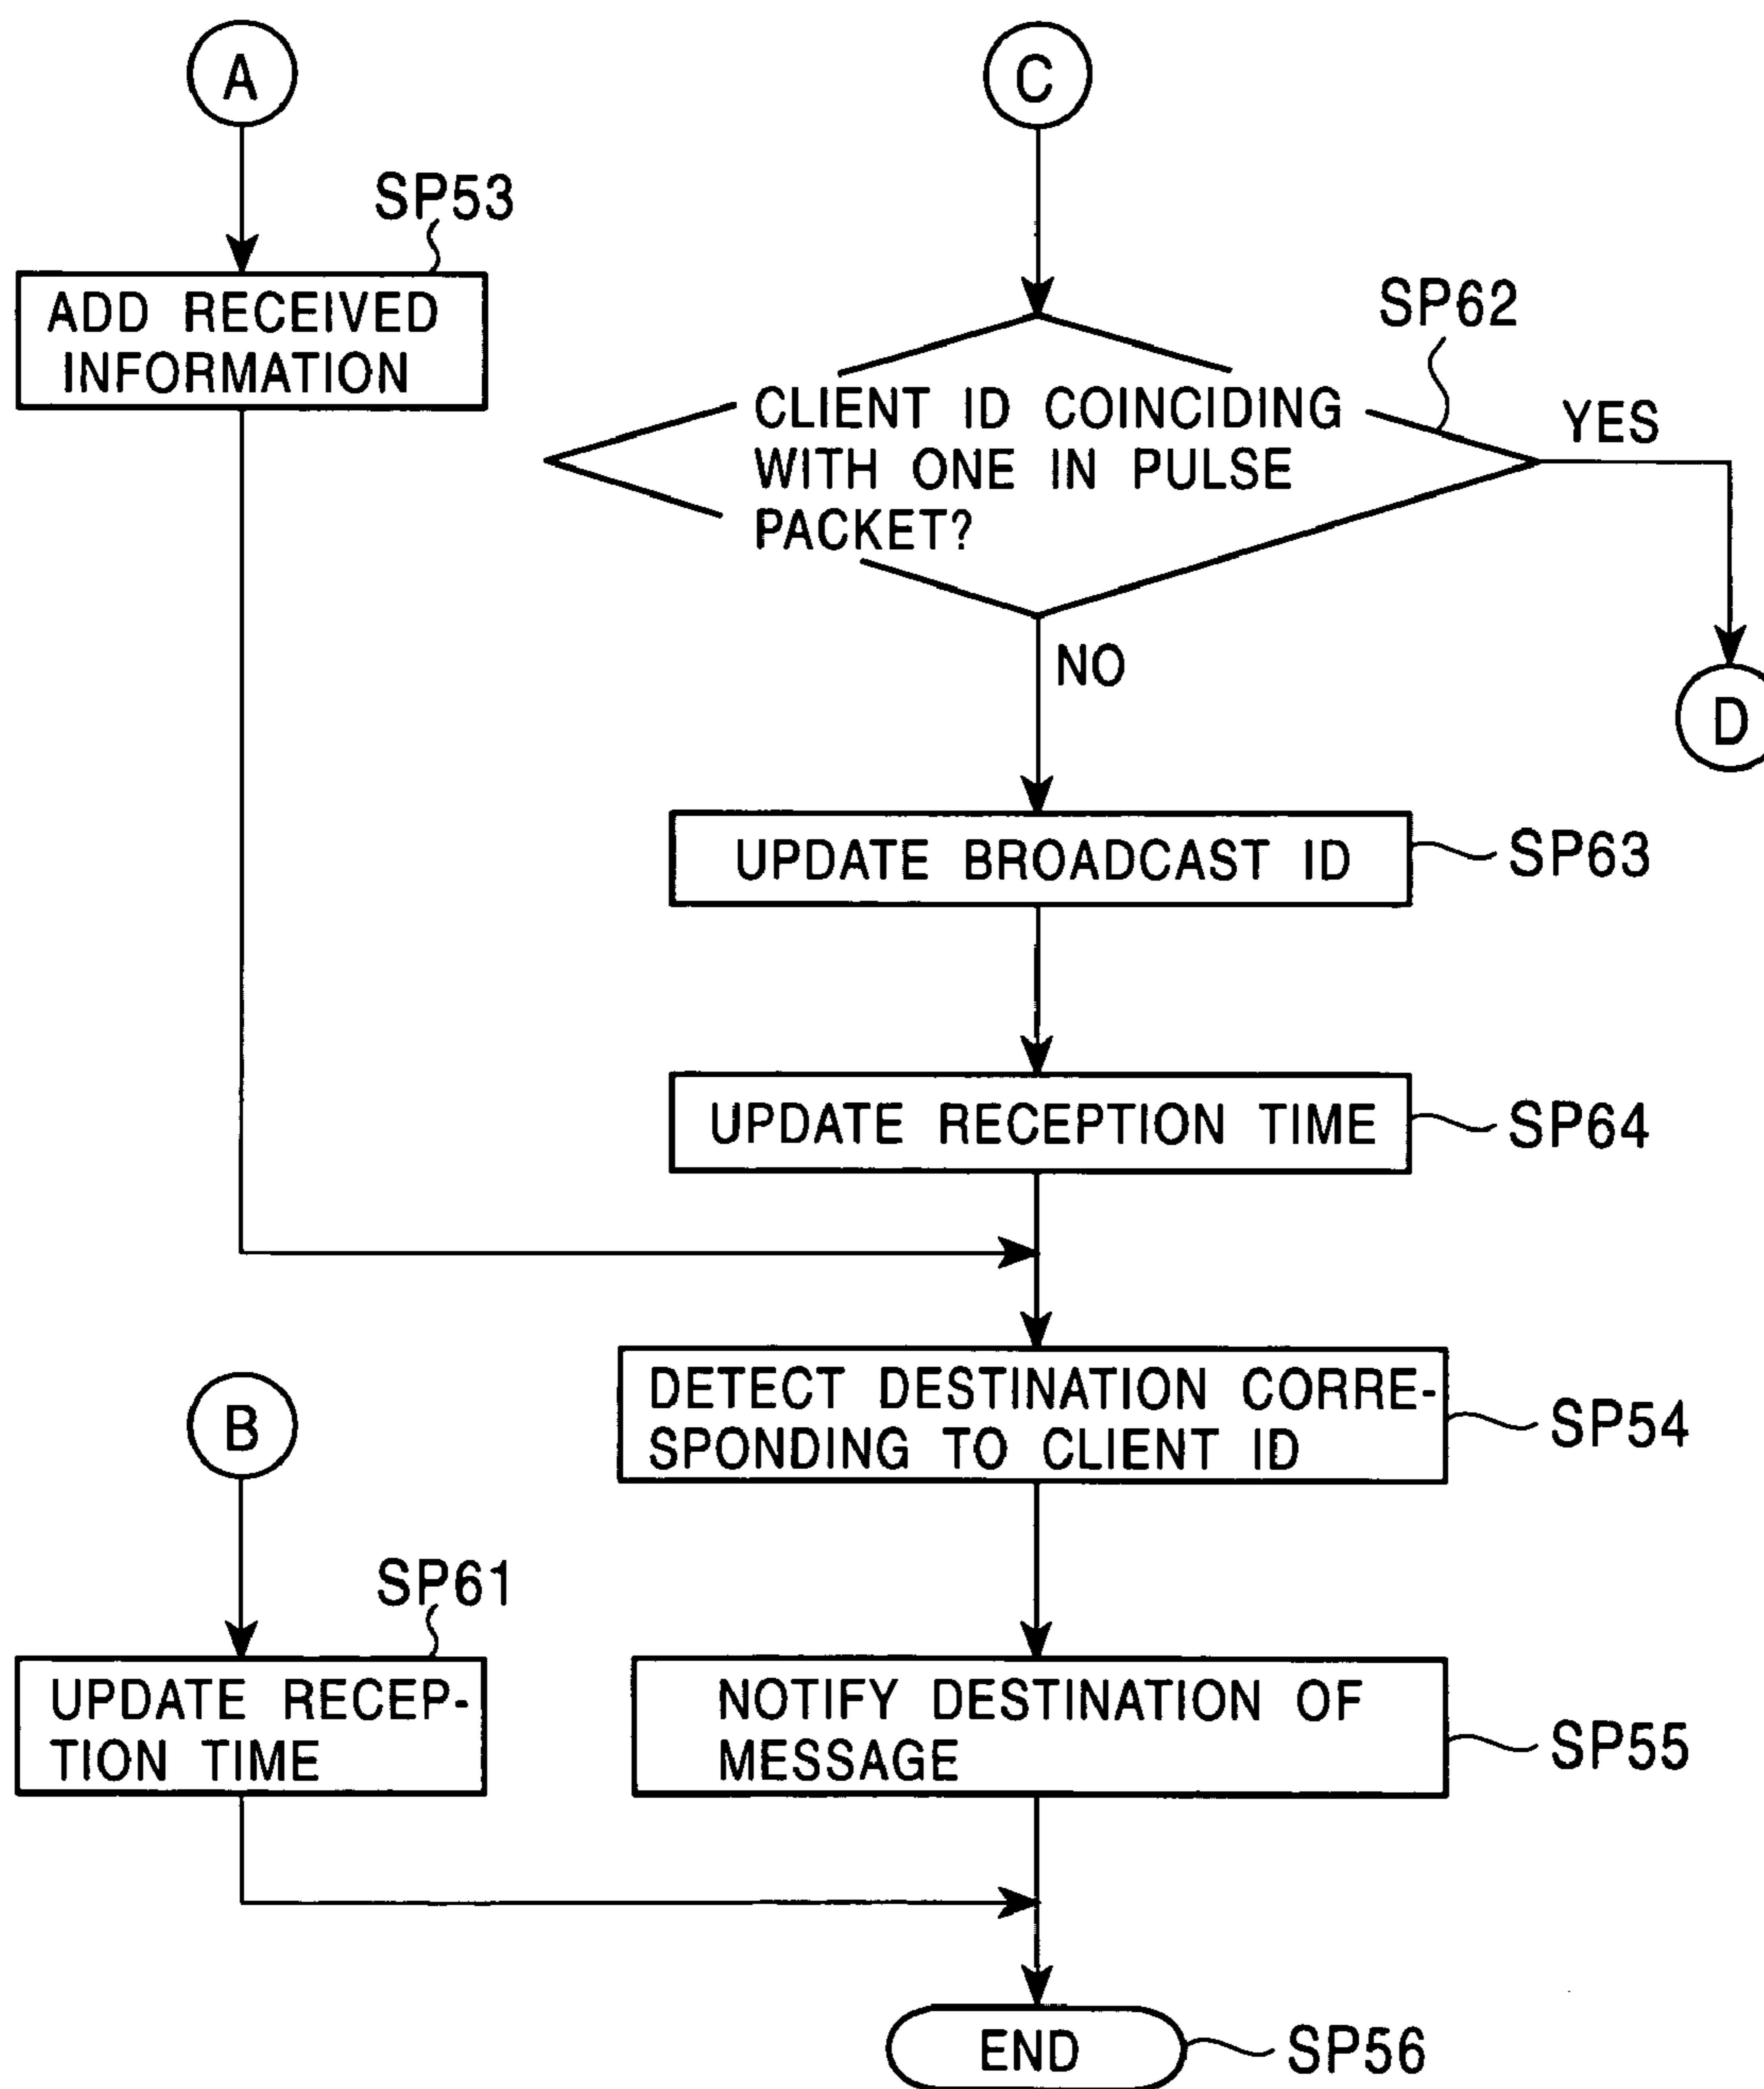 A
C
SP53
ADD RECEIVED
INFORMATION
SP62
CLIENT ID COINCIDING
WITH ONE IN PULSE
PACKET?
YES
NO
D
UPDATE BROADCAST ID
SP63
UPDATE RECEPTION TIME
SP64
DETECT DESTINATION CORRE-
SPONDING TO CLIENT ID
SP54
B
SP61
UPDATE RECEP-
TION TIME
NOTIFY DESTINATION OF
MESSAGE
SP55
END
SP56